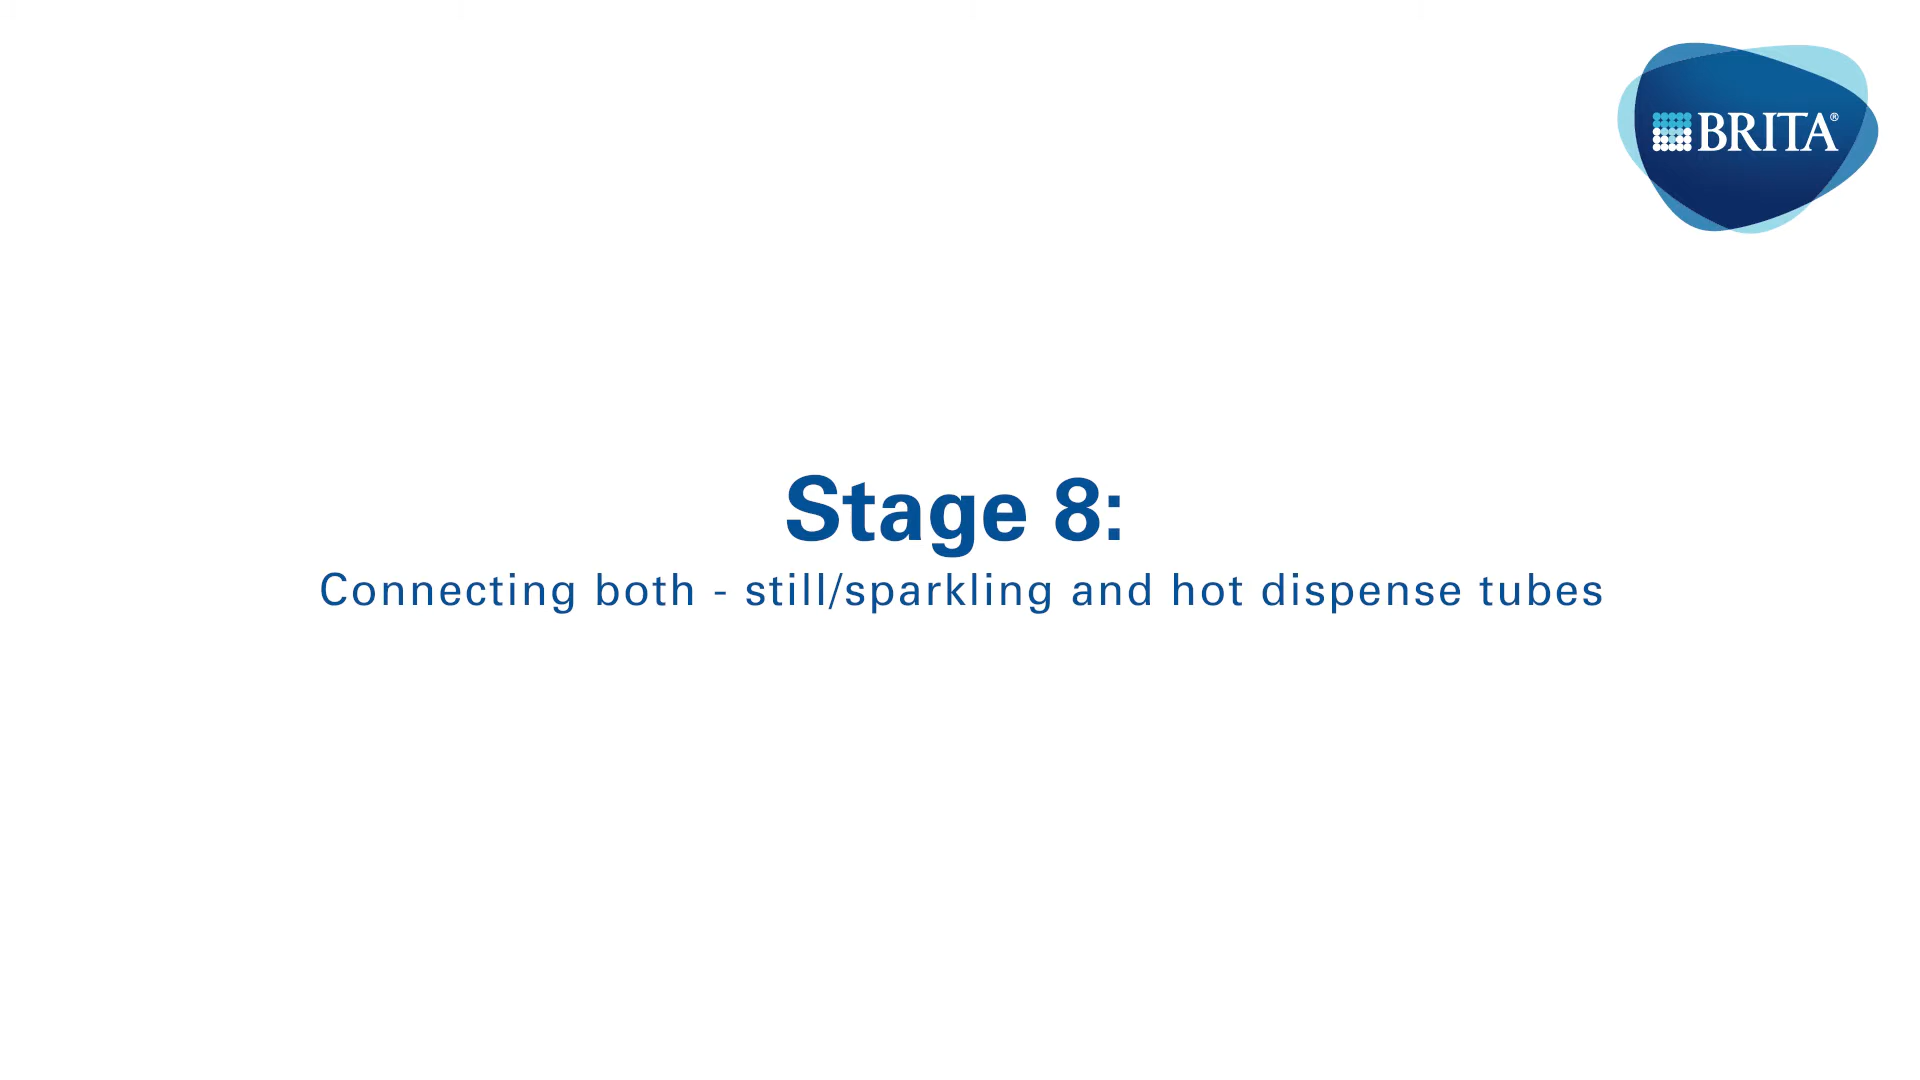 BRITA®
Stage 8:
Connecting both - still/sparkling and hot dispense tubes